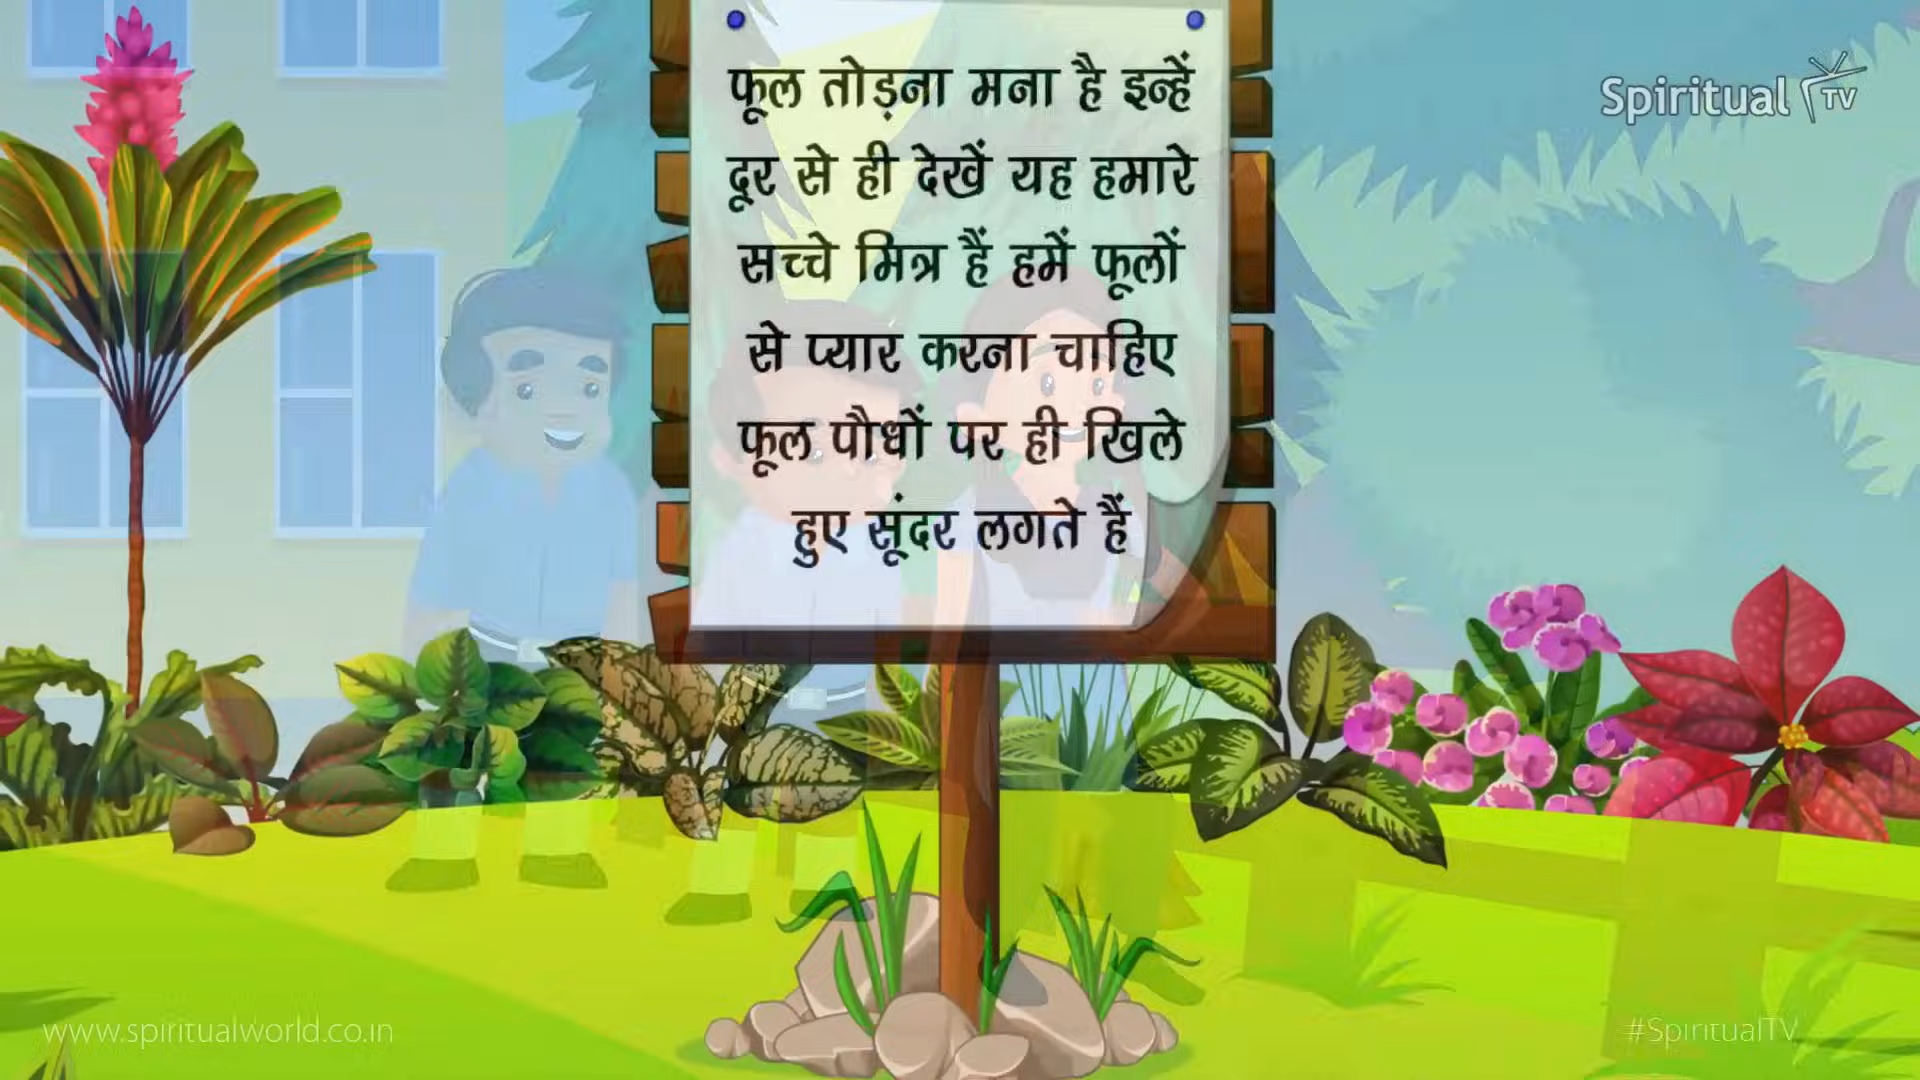 फूल तोड़ना मना है इन्हें
दूर से ही देखें यह हमारे
सच्चे मित्र हैं हमें फूलों
से प्यार करना चाहिए
फूल पौधों पर ही खिले
हुए सूंदर लगते हैं
Spiritual TV
www.spiritualworld.co.in
#SpiritualTV